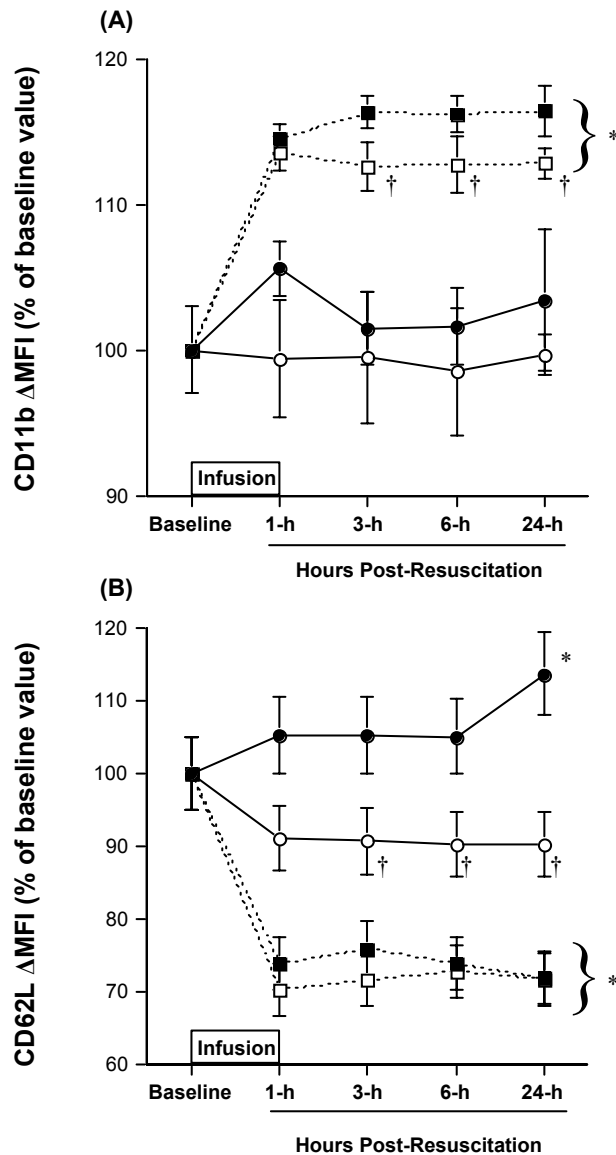 (A)
CD11b ΔMFI (% of baseline value)
120
110
100
90
*
† † †
Infusion
Baseline 1-h 3-h 6-h 24-h
Hours Post-Resuscitation
(B)
CD62L ΔMFI (% of baseline value)
120
110
100
90
80
70
60
*
† † †
*
Infusion
Baseline 1-h 3-h 6-h 24-h
Hours Post-Resuscitation